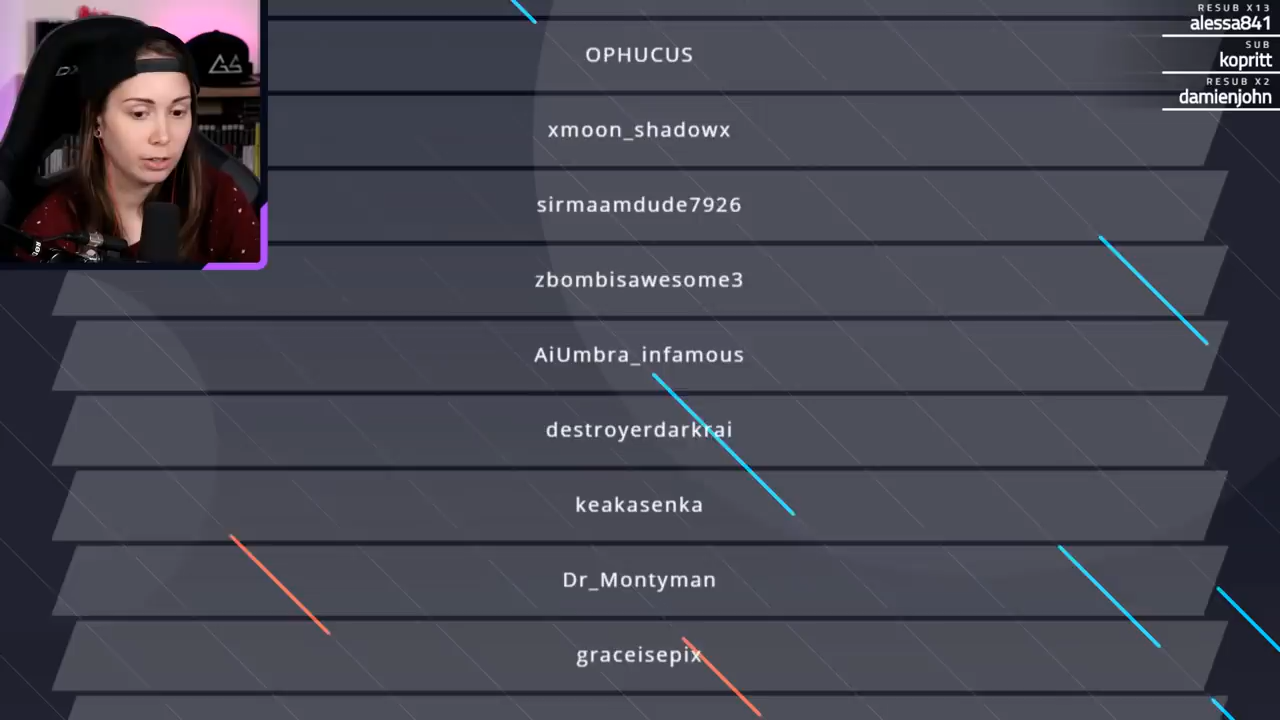 RESUB X13
alessa841
SUB
kopritt
RESUB X2
damienjohn
OPHUCUS
xmoon_shadowx
sirmaamdude7926
zbombisawesome3
AiUmbra_infamous
destroyerdarkrai
keakasenka
Dr_Montyman
graceisepix